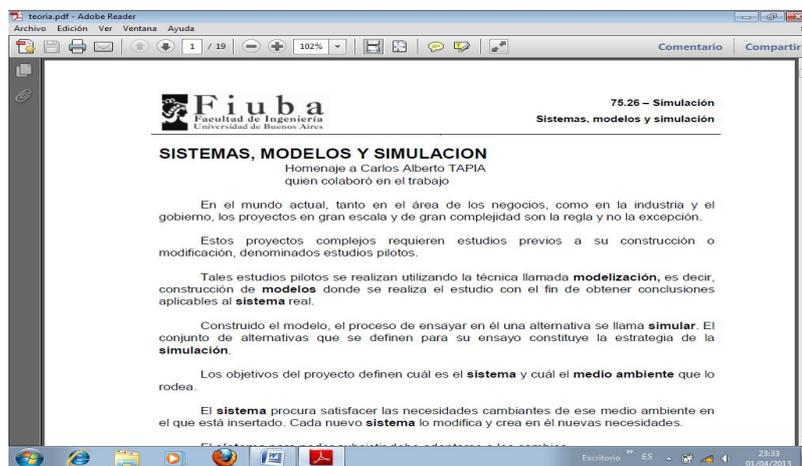 teoria.pdf - Adobe Reader
Archivo Edición Ver Ventana Ayuda
1 / 19 102% Comentario Compartir
Fiuba
Facultad de Ingeniería
Universidad de Buenos Aires
75.26 – Simulación
Sistemas, modelos y simulación
SISTEMAS, MODELOS Y SIMULACION
Homenaje a Carlos Alberto TAPIA
quien colaboró en el trabajo
En el mundo actual, tanto en el área de los negocios, como en la industria y el
gobierno, los proyectos en gran escala y de gran complejidad son la regla y no la excepción.
Estos proyectos complejos requieren estudios previos a su construcción o
modificación, denominados estudios pilotos.
Tales estudios pilotos se realizan utilizando la técnica llamada modelización, es decir,
construcción de modelos donde se realiza el estudio con el fin de obtener conclusiones
aplicables al sistema real.
Construido el modelo, el proceso de ensayar en él una alternativa se llama simular. El
conjunto de alternativas que se definen para su ensayo constituye la estrategia de la
simulación.
Los objetivos del proyecto definen cuál es el sistema y cuál el medio ambiente que lo
rodea.
El sistema procura satisfacer las necesidades cambiantes de ese medio ambiente en
el que está insertado. Cada nuevo sistema lo modifica y crea en él nuevas necesidades.
Escritorio ES 23:33
01/04/2013